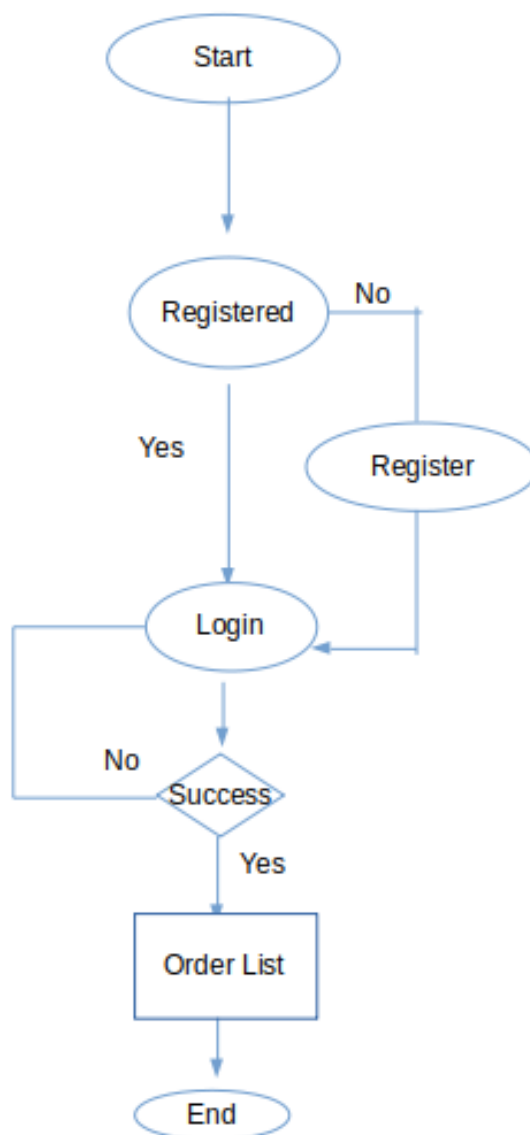 Start
Registered
No
Yes
Register
Login
No
Success
Yes
Order List
End